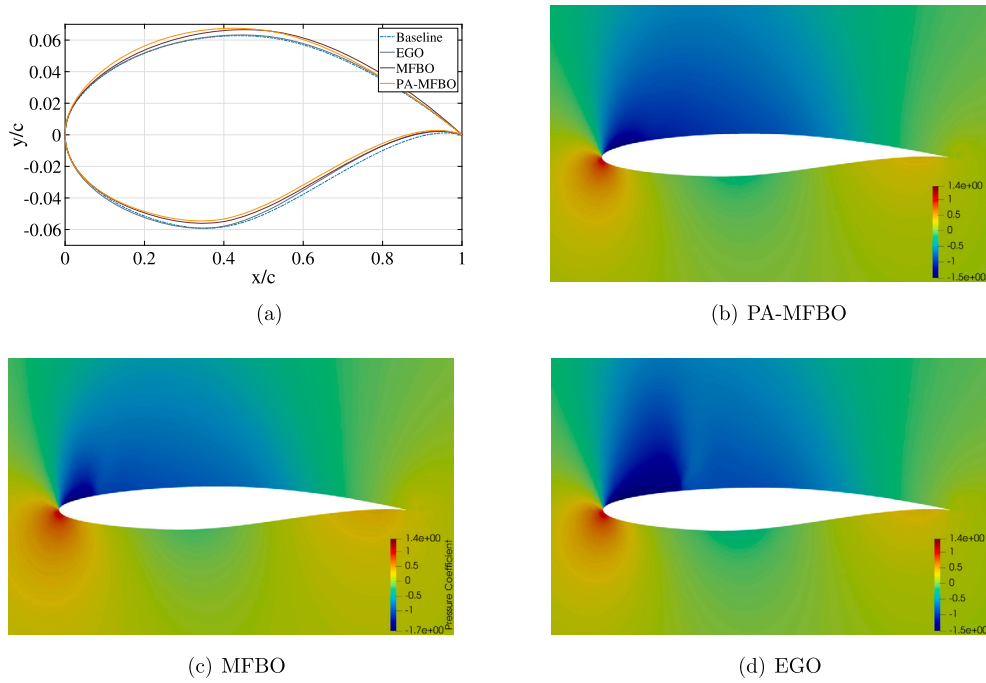 0.06
0.04
0.02
0
-0.02
-0.04
-0.06
y/c
0 0.2 0.4 0.6 0.8 1
x/c
Baseline
EGO
MFBO
PA-MFBO
(a)
1.4e+00
1
0.5
0
-0.5
-1
-1.5e+00
(b) PA-MFBO
1.4e+00
1
0.5
0
-0.5
-1
-1.7e+00
Pressure Coefficient
(c) MFBO
1.4e+00
1
0.5
0
-0.5
-1
-1.5e+00
(d) EGO